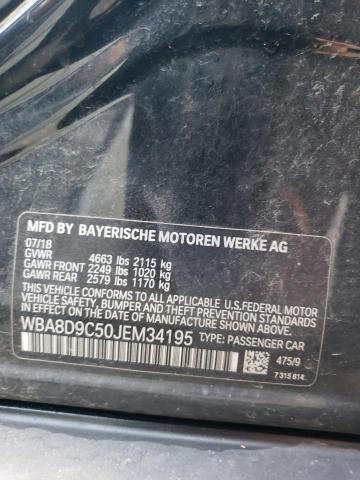 MFD BY BAYERISCHE MOTOREN WERKE AG
07/18
GVWR 4663 lbs 2115 kg
GAWR FRONT 2249 lbs 1020 kg
GAWR REAR 2579 lbs 1170 kg
THIS VEHICLE CONFORMS TO ALL APPLICABLE U.S.FEDERAL MOTOR
VEHICLE SAFETY, BUMPER AND THEFT PREVENTION
STANDARDS IN EFFECT ON THE DATE OF MANUFACTURE SHOWN ABOVE.
WBA8D9C50JEM34195 TYPE: PASSENGER CAR
475/9
7 315 814